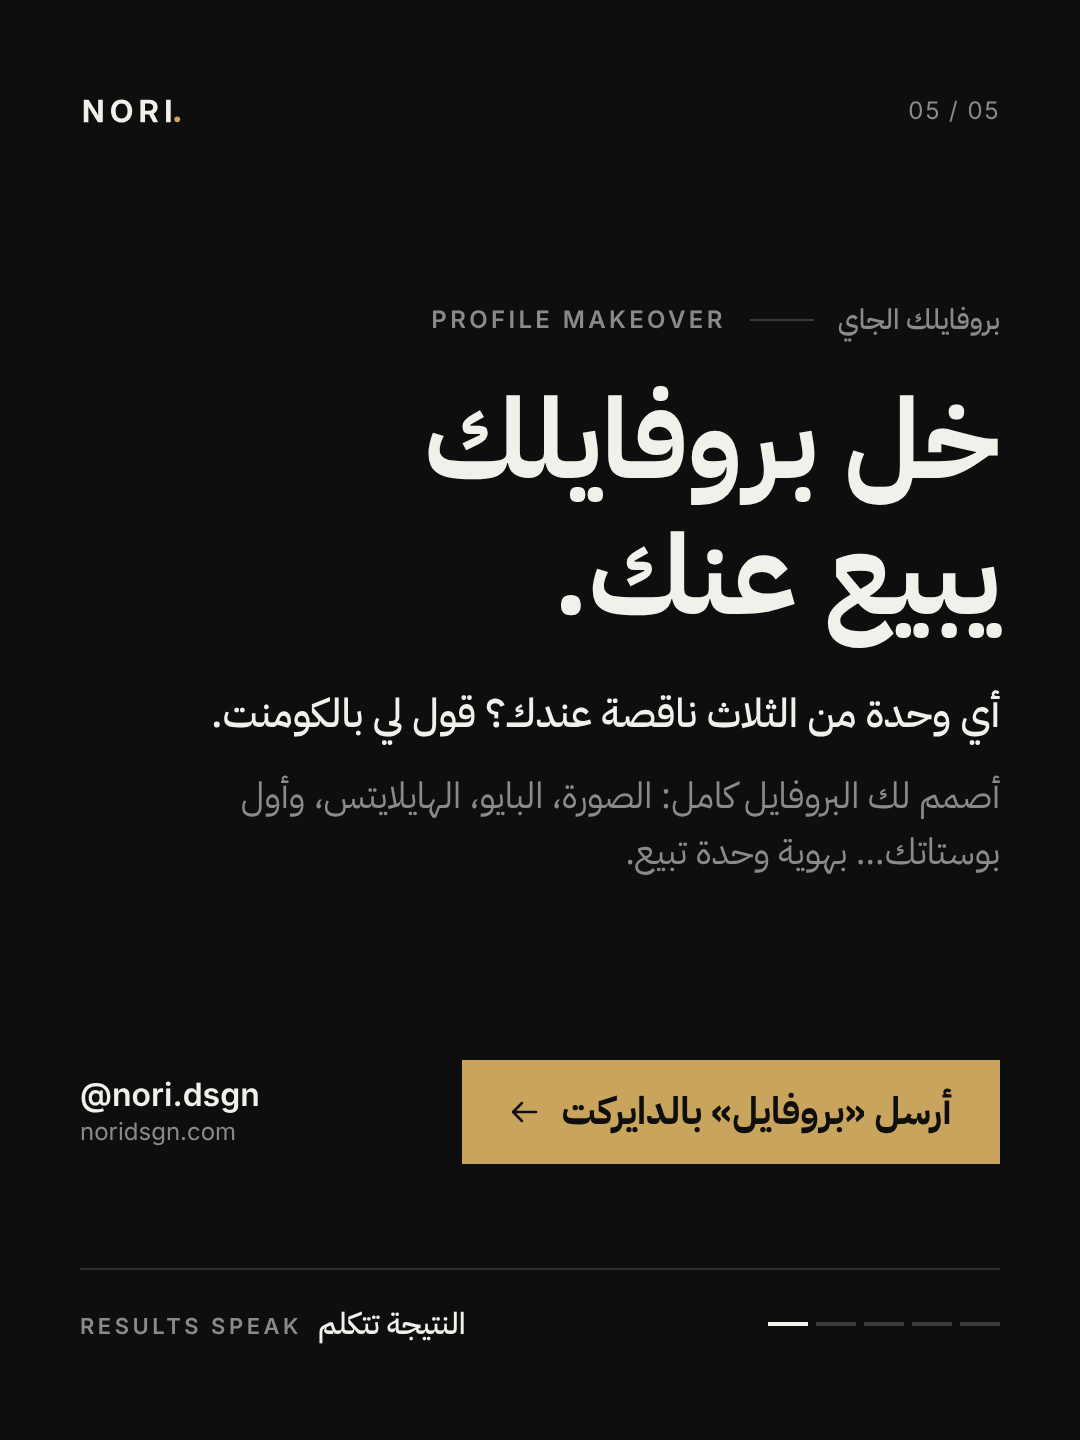 NORI.
05 / 05
بروفايلك الجاي — PROFILE MAKEOVER
خل بروفايلك
يبيع عنك.
أي وحدة من الثلاث ناقصة عندك؟ قول لي بالكومنت.
أصمم لك البروفايل كامل: الصورة، البايو، الهايلايتس، وأول
بوستاتك... بهوية وحدة تبيع.
أرسل «بروفايل» بالدايركت ←
@nori.dsgn
noridsgn.com
RESULTS SPEAK النتيجة تتكلم